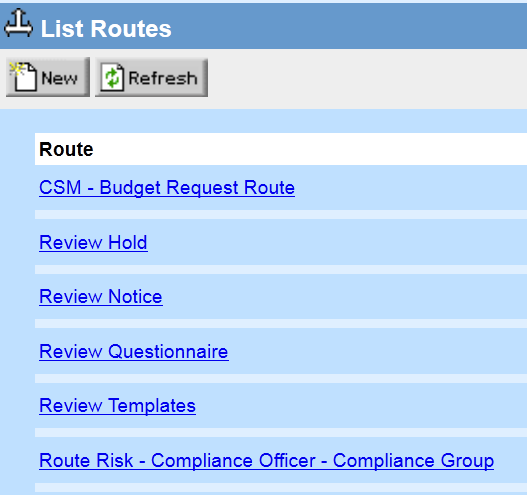 List Routes
New Refresh
Route
CSM - Budget Request Route
Review Hold
Review Notice
Review Questionnaire
Review Templates
Route Risk - Compliance Officer - Compliance Group